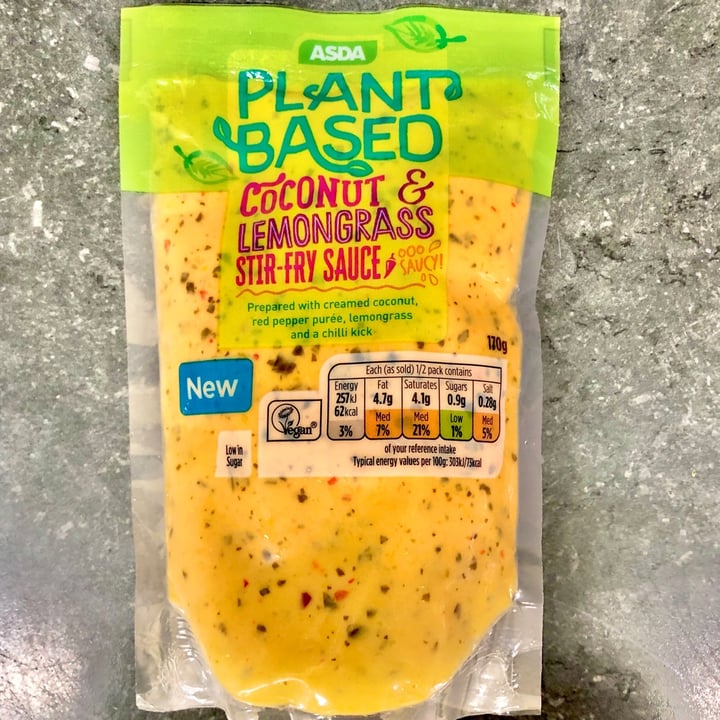 ASDA
PLANT
BASED
COCONUT &
LEMONGRASS
STIR-FRY SAUCE
SAUCY!
Prepared with creamed coconut,
red pepper purée, lemongrass
and a chilli kick
170g
New
Each (as sold) 1/2 pack contains
Energy Fat Saturates Sugars Salt
257kJ 4.7g 4.1g 0.9g 0.28g
62kcal Med Med Low Med
3% 7% 21% 1% 5%
Vegan®
of your reference intake
Typical energy values per 100g: 303kJ/73kcal
Low in
Sugar